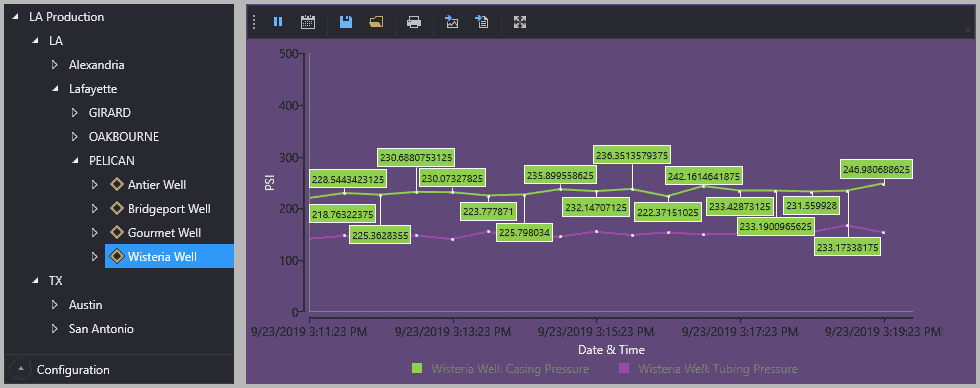 LA Production
LA
Alexandria
Lafayette
GIRARD
OAKBOURNE
PELICAN
Antier Well
Bridgeport Well
Gourmet Well
Wisteria Well
TX
Austin
San Antonio
Configuration
500
400
300
200
100
0
PSI
236.3513579375
230.6880753125
246.980688625
228.5443423125
230.07327825
235.899558625
242.1614641875
218.76322375
223.777871
232.14707125
222.37151025
233.42873125
231.559928
225.3628355
225.798034
233.1900965625
233.17338175
9/23/2019 3:11:23 PM
9/23/2019 3:13:23 PM
9/23/2019 3:15:23 PM
9/23/2019 3:17:23 PM
9/23/2019 3:19:23 PM
Date & Time
Wisteria Well: Casing Pressure
Wisteria Well: Tubing Pressure